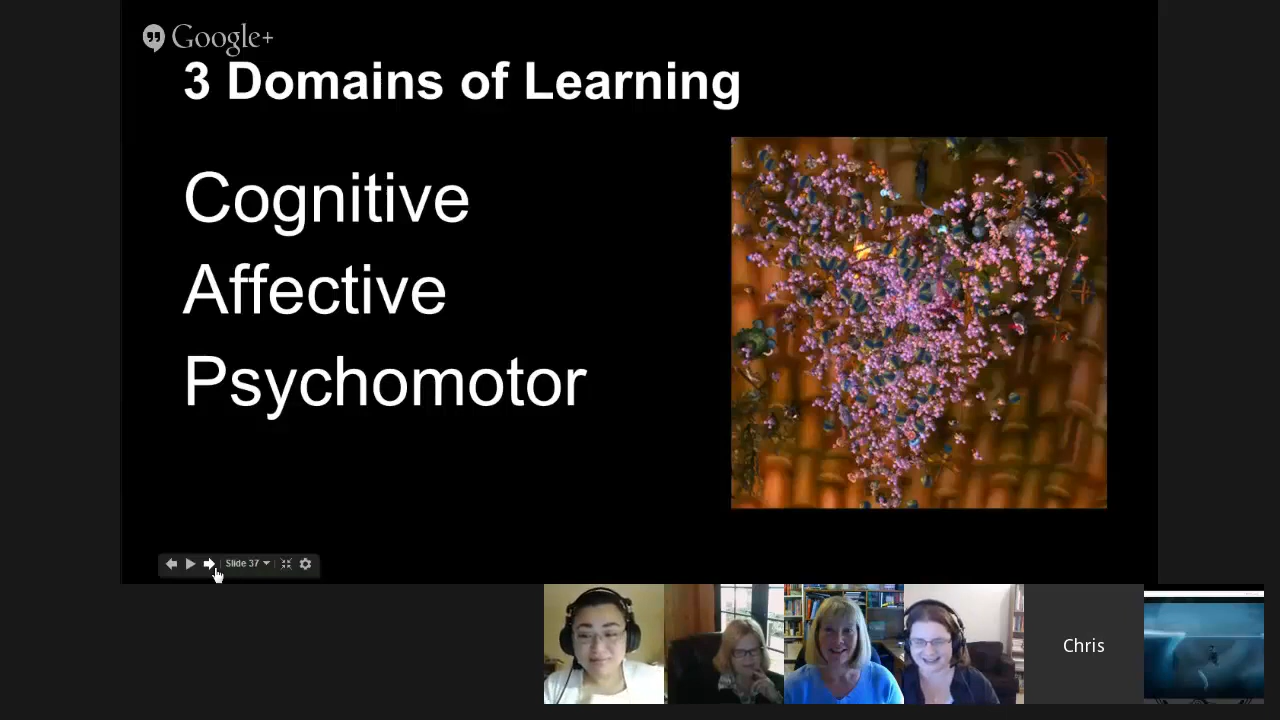 Google+
3 Domains of Learning
Cognitive
Affective
Psychomotor
Slide 37
Chris